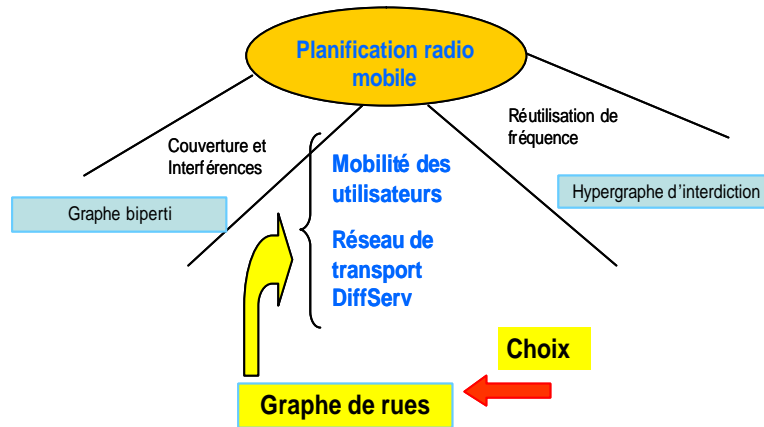 Planification radio
mobile
Couverture et
Interférences
Réutilisation de
fréquence
Mobilité des
utilisateurs
Graphe biperti
Hypergraphe d'interdiction
Réseau de
transport
DiffServ
Choix
Graphe de rues